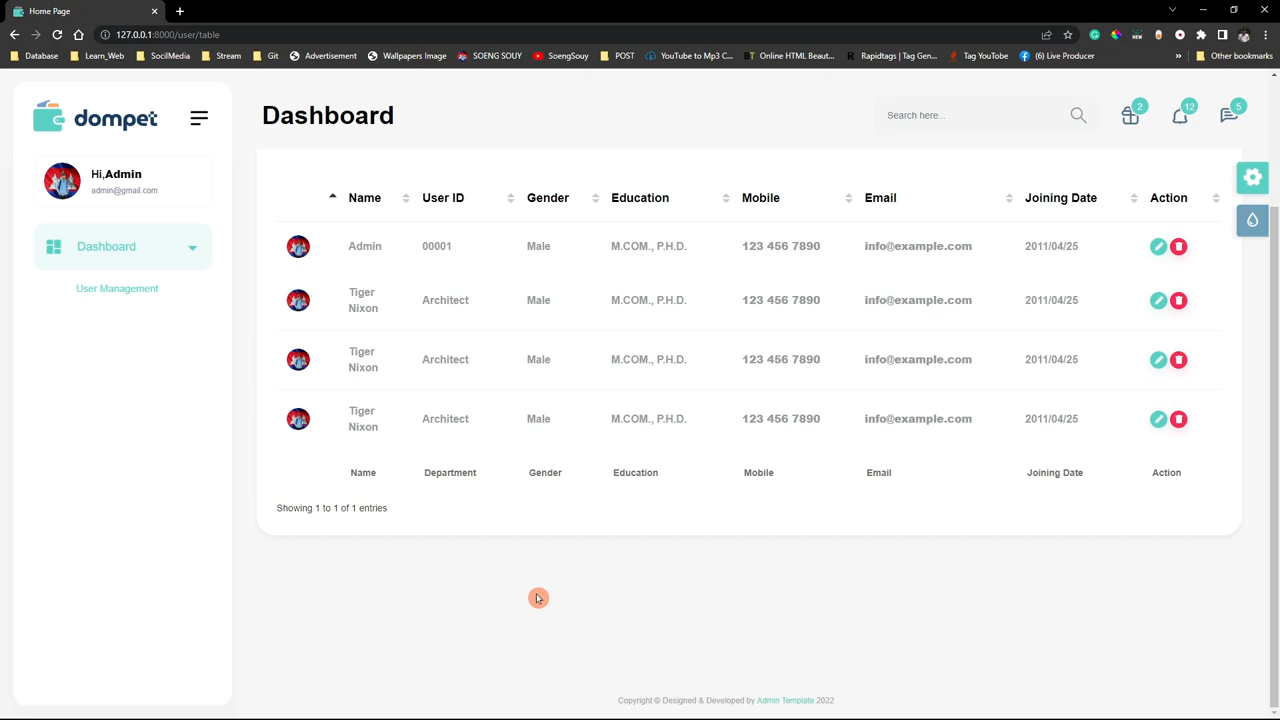 Home Page
127.0.0.1:8000/user/table
Database Learn_Web SocilMedia Stream Git Advertisement Wallpapers Image SOENG SOUY SoengSouy POST YouTube to Mp3 C... Online HTML Beaut... Rapidtags | Tag Gen... Tag YouTube (6) Live Producer » Other bookmarks
dompet
Dashboard
Search here...
2
12
5
Hi,Admin
admin@gmail.com
Dashboard
User Management
Name User ID Gender Education Mobile Email Joining Date Action
Admin 00001 Male M.COM., P.H.D. 123 456 7890 info@example.com 2011/04/25
Tiger
Nixon Architect Male M.COM., P.H.D. 123 456 7890 info@example.com 2011/04/25
Tiger
Nixon Architect Male M.COM., P.H.D. 123 456 7890 info@example.com 2011/04/25
Tiger
Nixon Architect Male M.COM., P.H.D. 123 456 7890 info@example.com 2011/04/25
Name Department Gender Education Mobile Email Joining Date Action
Showing 1 to 1 of 1 entries
Copyright © Designed & Developed by Admin Template 2022